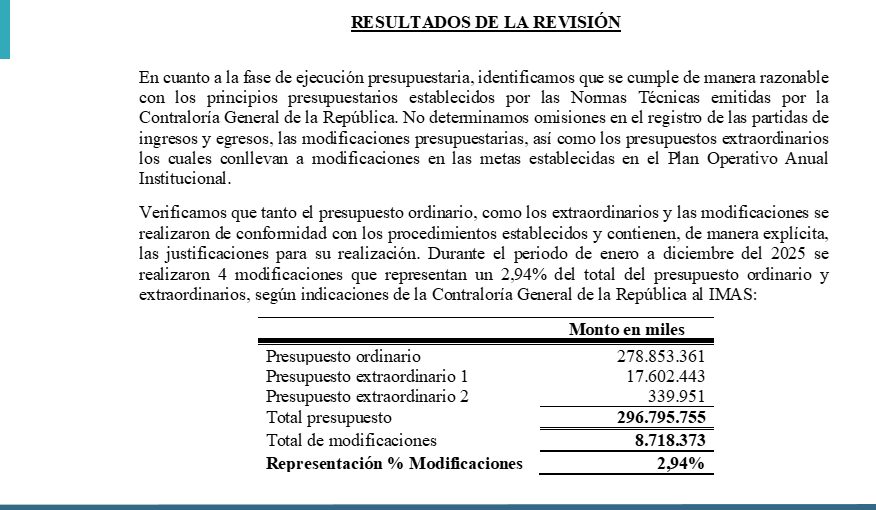 RESULTADOS DE LA REVISIÓN
En cuanto a la fase de ejecución presupuestaria, identificamos que se cumple de manera razonable
con los principios presupuestarios establecidos por las Normas Técnicas emitidas por la
Contraloría General de la República. No determinamos omisiones en el registro de las partidas de
ingresos y egresos, las modificaciones presupuestarias, así como los presupuestos extraordinarios
los cuales conllevan a modificaciones en las metas establecidas en el Plan Operativo Anual
Institucional.
Verificamos que tanto el presupuesto ordinario, como los extraordinarios y las modificaciones se
realizaron de conformidad con los procedimientos establecidos y contienen, de manera explícita,
las justificaciones para su realización. Durante el periodo de enero a diciembre del 2025 se
realizaron 4 modificaciones que representan un 2,94% del total del presupuesto ordinario y
extraordinarios, según indicaciones de la Contraloría General de la República al IMAS:
Monto en miles
Presupuesto ordinario 278.853.361
Presupuesto extraordinario 1 17.602.443
Presupuesto extraordinario 2 339.951
Total presupuesto 296.795.755
Total de modificaciones 8.718.373
Representación % Modificaciones 2,94%